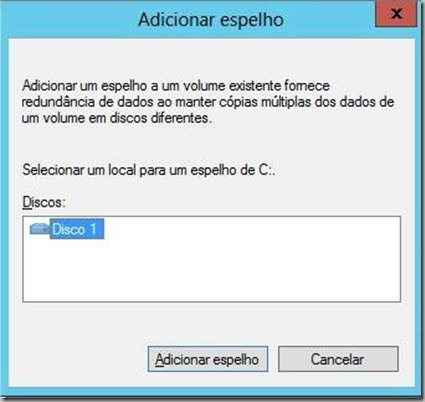 Adicionar espelho
x
Adicionar um espelho a um volume existente fornece
redundância de dados ao manter cópias múltiplas dos dados de
um volume em discos diferentes.
Selecionar um local para um espelho de C:.
Discos:
Disco 1
Adicionar espelho
Cancelar